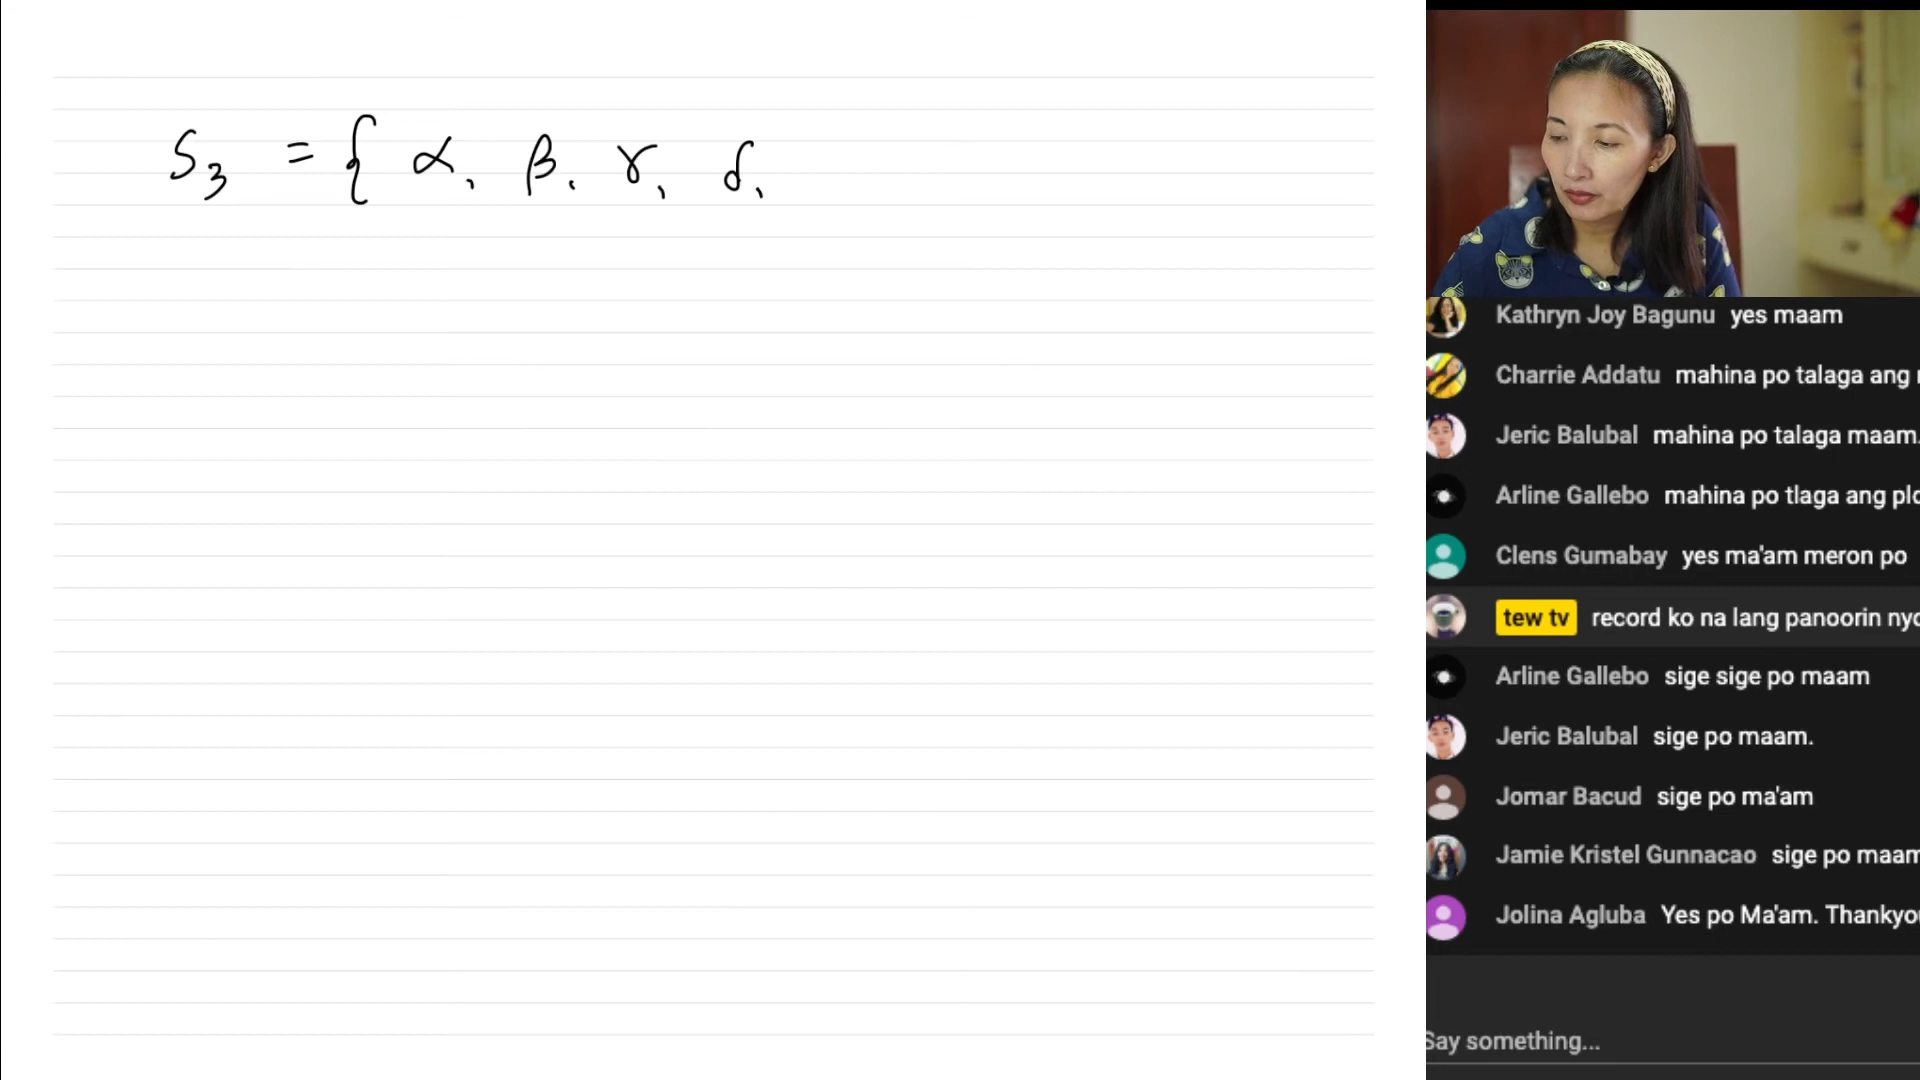 S₃ = { α, β, γ, δ,
Kathryn Joy Bagunu yes maam
Charrie Addatu mahina po talaga ang
Jeric Balubal mahina po talaga maam.
Arline Gallebo mahina po tlaga ang
Clens Gumabay yes ma'am meron po
tew tv record ko na lang panoorin
Arline Gallebo sige sige po maam
Jeric Balubal sige po maam.
Jomar Bacud sige po ma'am
Jamie Kristel Gunnacao sige po maam
Jolina Agluba Yes po Ma'am.
Say something...